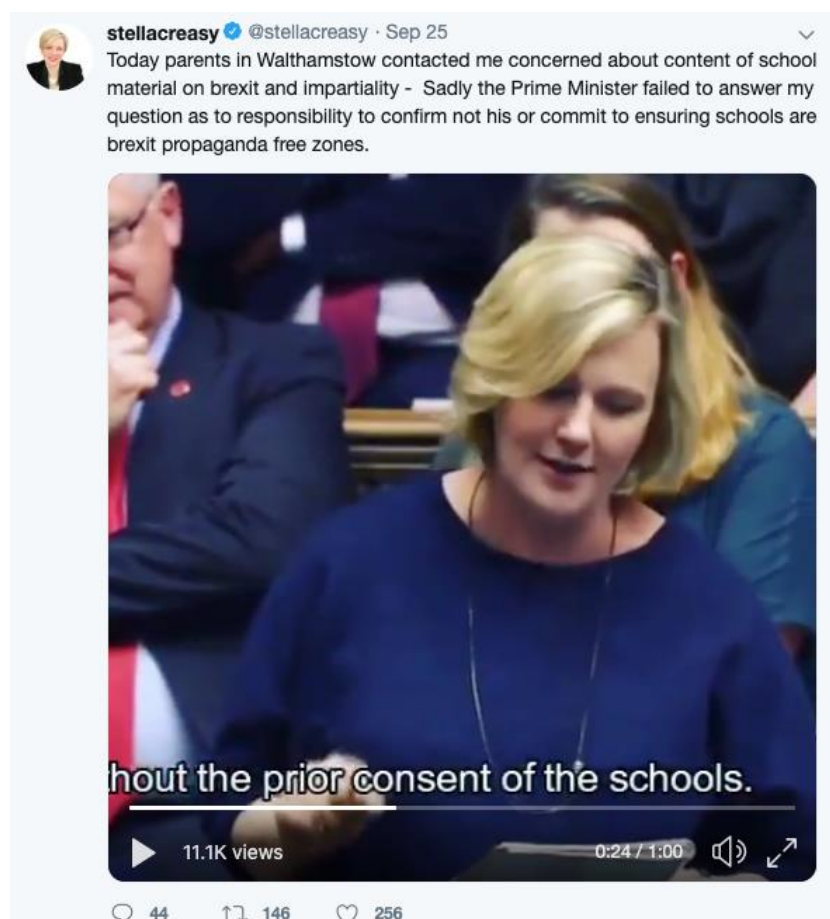 stellacreasy @stellacreasy · Sep 25
Today parents in Walthamstow contacted me concerned about content of school
material on brexit and impartiality - Sadly the Prime Minister failed to answer my
question as to responsibility to confirm not his or commit to ensuring schools are
brexit propaganda free zones.
hout the prior consent of the schools.
11.1K views
0:24 / 1:00
44 146 256